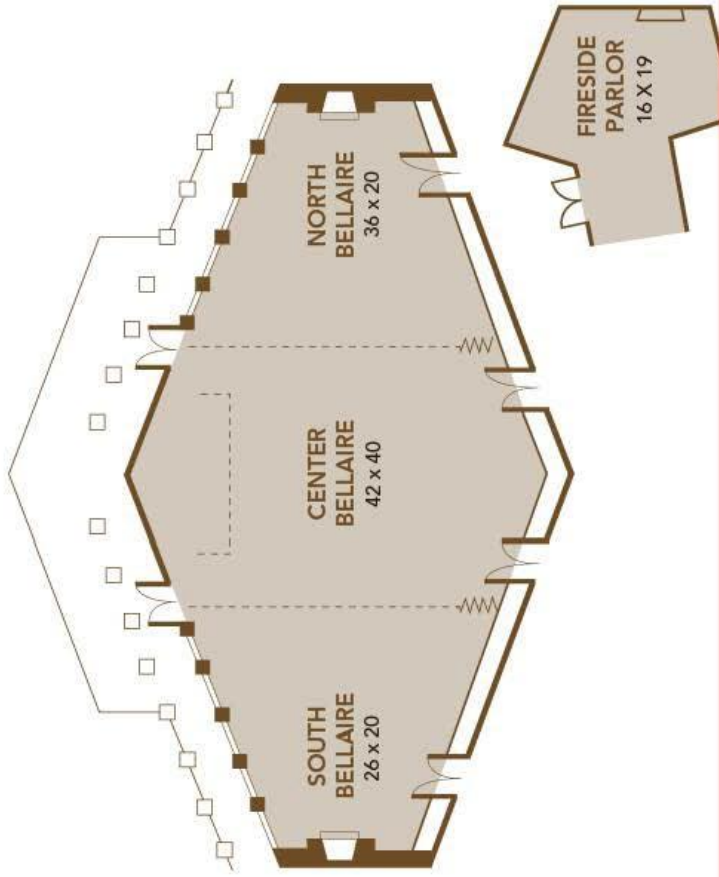 SOUTH
BELLAIRE
26 x 20
CENTER
BELLAIRE
42 x 40
NORTH
BELLAIRE
36 x 20
FIRESIDE
PARLOR
16 X 19